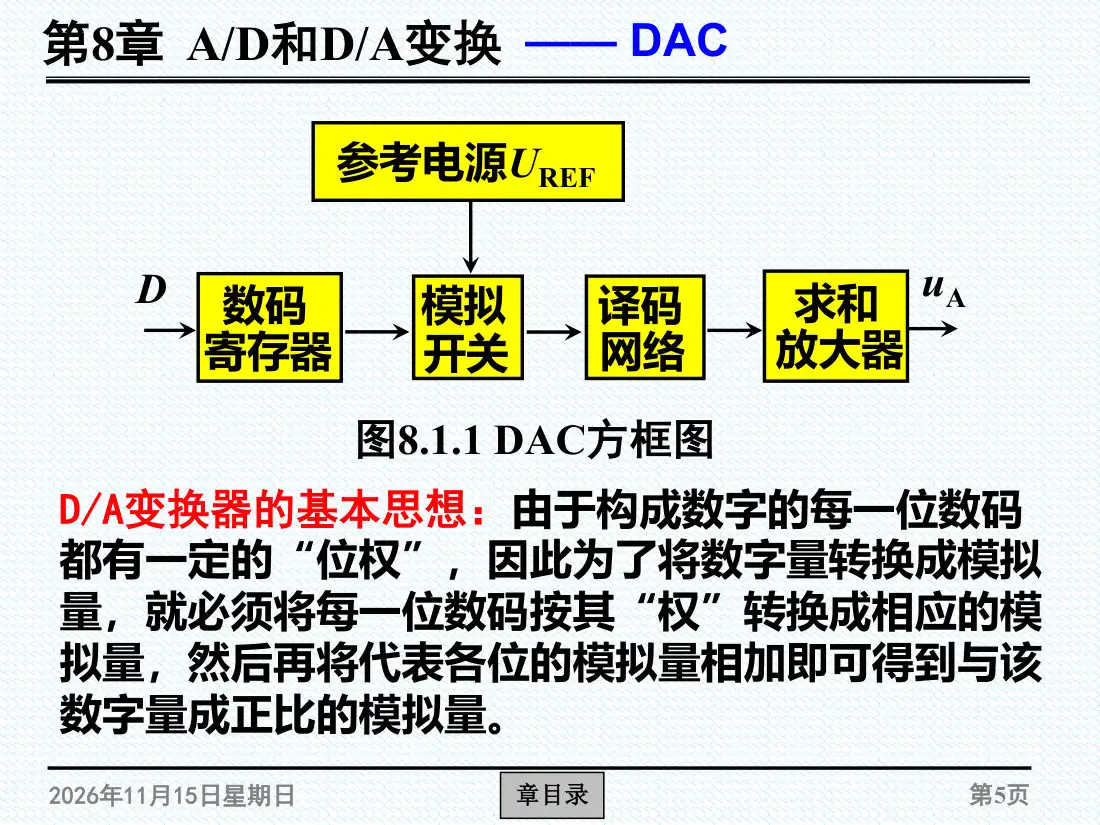 第8章 A/D和D/A变换 —— DAC
参考电源UREF
D
数码
寄存器
模拟
开关
译码
网络
求和
放大器
uA
图8.1.1 DAC方框图
D/A变换器的基本思想：由于构成数字的每一位数码
都有一定的“位权”，因此为了将数字量转换成模拟
量，就必须将每一位数码按其“权”转换成相应的模
拟量，然后再将代表各位的模拟量相加即可得到与该
数字量成正比的模拟量。
2026年11月15日星期日
章目录
第5页